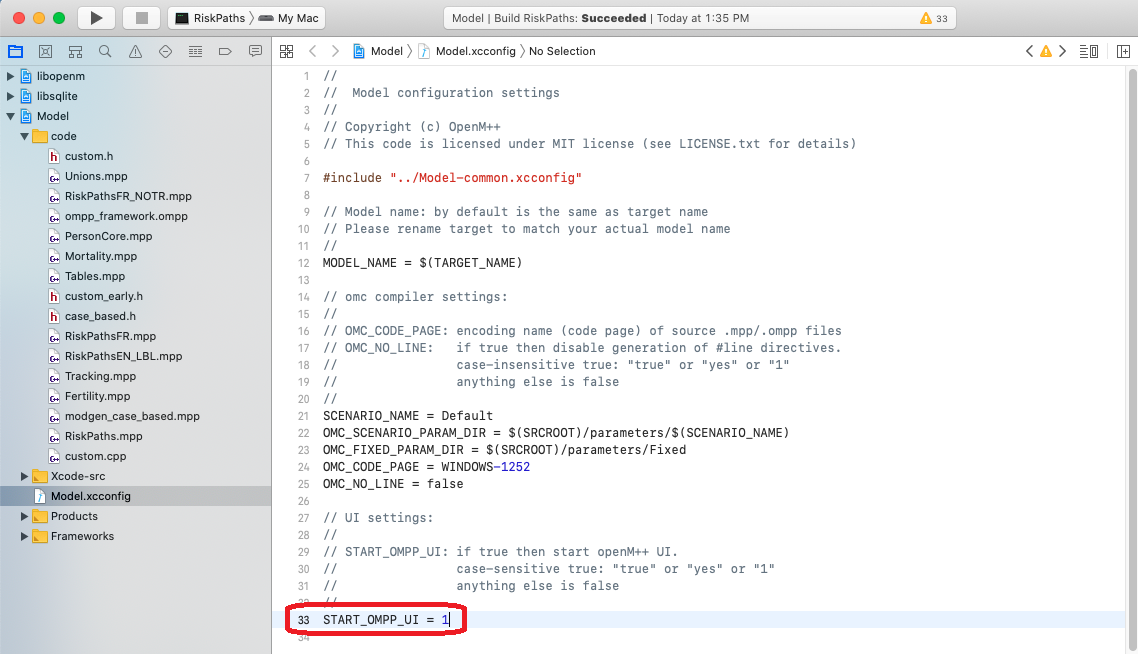 RiskPaths My Mac
Model | Build RiskPaths: Succeeded | Today at 1:35 PM 33
Model Model.xcconfig No Selection
libopenm
libsqlite
Model
code
custom.h
Unions.mpp
RiskPathsFR_NOTR.mpp
ompp_framework.ompp
PersonCore.mpp
Mortality.mpp
Tables.mpp
custom_early.h
case_based.h
RiskPathsFR.mpp
RiskPathsEN_LBL.mpp
Tracking.mpp
Fertility.mpp
modgen_case_based.mpp
RiskPaths.mpp
custom.cpp
Xcode-src
Model.xcconfig
Products
Frameworks
1 //
2 //  Model configuration settings
3 //
4 // Copyright (c) OpenM++
5 // This code is licensed under MIT license (see LICENSE.txt for details)
6
7 #include "../Model-common.xcconfig"
8
9 // Model name: by default is the same as target name
10 // Please rename target to match your actual model name
11 //
12 MODEL_NAME = $(TARGET_NAME)
13
14 // omc compiler settings:
15 //
16 // OMC_CODE_PAGE: encoding name (code page) of source .mpp/.ompp files
17 // OMC_NO_LINE:   if true then disable generation of #line directives.
18 //                case-insensitive true: "true" or "yes" or "1"
19 //                anything else is false
20 //
21 SCENARIO_NAME = Default
22 OMC_SCENARIO_PARAM_DIR = $(SRCROOT)/parameters/$(SCENARIO_NAME)
23 OMC_FIXED_PARAM_DIR = $(SRCROOT)/parameters/Fixed
24 OMC_CODE_PAGE = WINDOWS-1252
25 OMC_NO_LINE = false
26
27 // UI settings:
28 //
29 // START_OMPP_UI: if true then start openM++ UI.
30 //                case-sensitive true: "true" or "yes" or "1"
31 //                anything else is false
32 //
33 START_OMPP_UI = 1
34